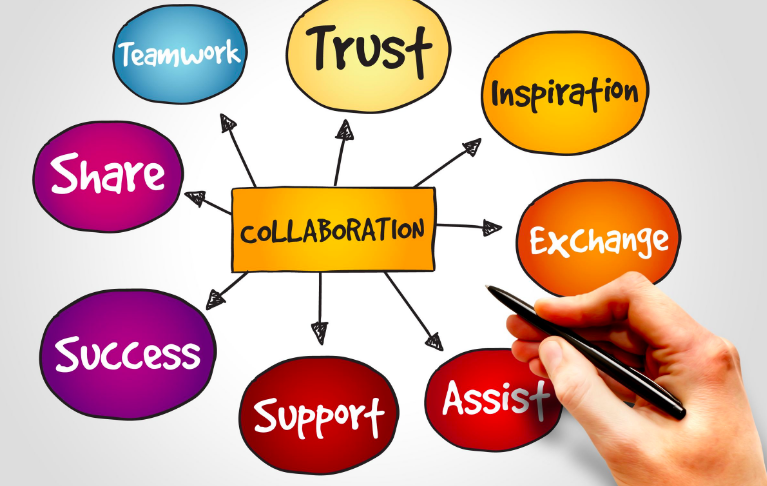 Teamwork
Trust
Inspiration
Share
COLLABORATION
ExChange
Success
Support
Assist